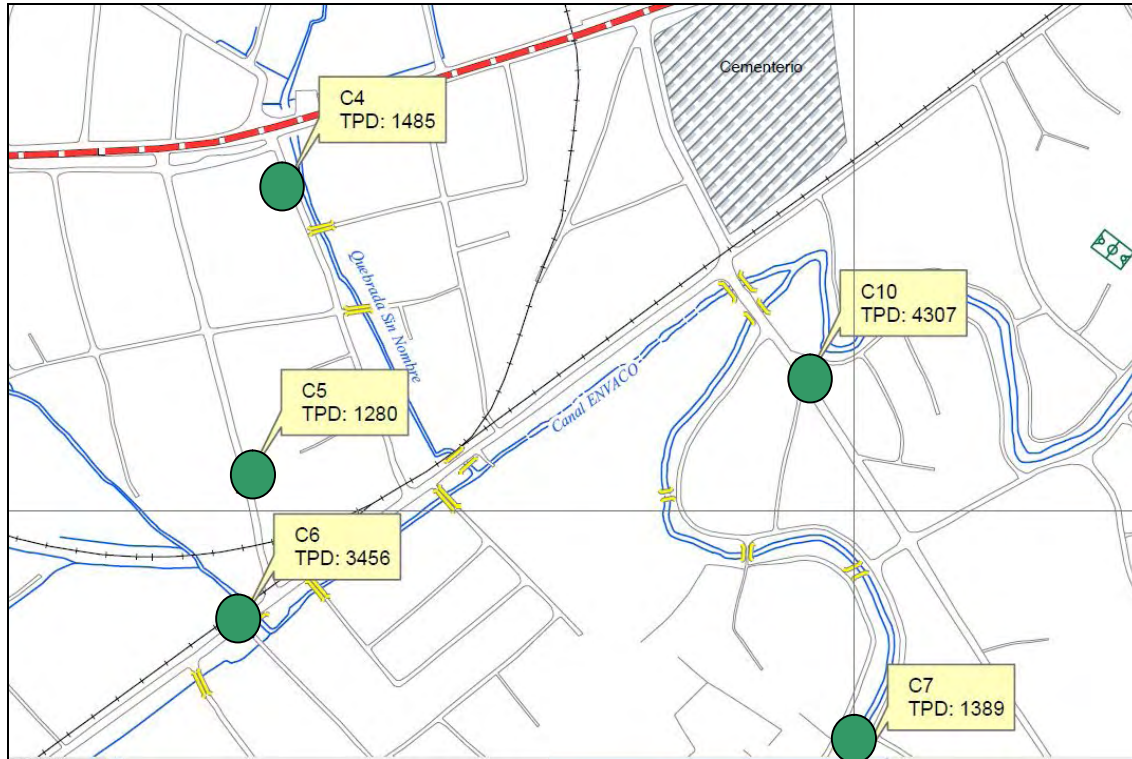 Cementerio
C4
TPD: 1485
Quebrada Sin Nombre
C10
TPD: 4307
Canal ENVACO
C5
TPD: 1280
C6
TPD: 3456
C7
TPD: 1389